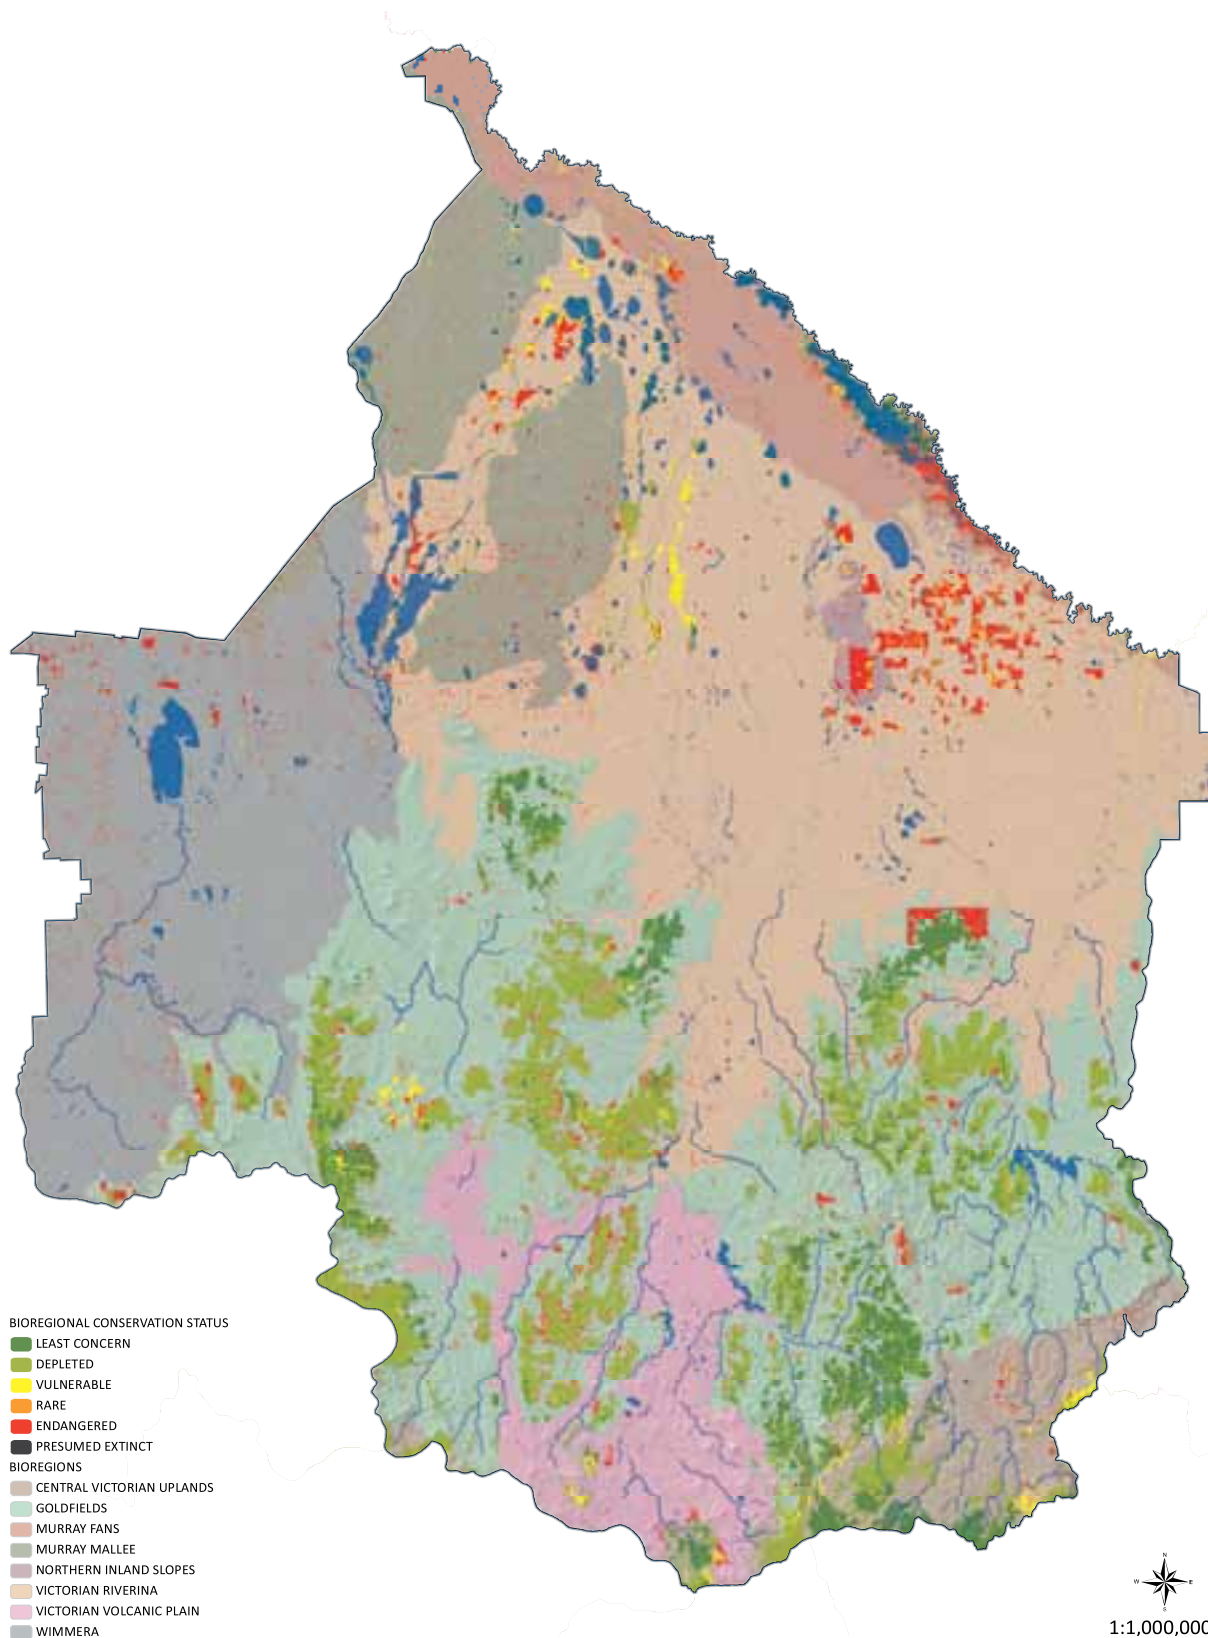 BIOREGIONAL CONSERVATION STATUS
LEAST CONCERN
DEPLETED
VULNERABLE
RARE
ENDANGERED
PRESUMED EXTINCT
BIOREGIONS
CENTRAL VICTORIAN UPLANDS
GOLDFIELDS
MURRAY FANS
MURRAY MALLEE
NORTHERN INLAND SLOPES
VICTORIAN RIVERINA
VICTORIAN VOLCANIC PLAIN
WIMMERA
N
W E
S
1:1,000,000